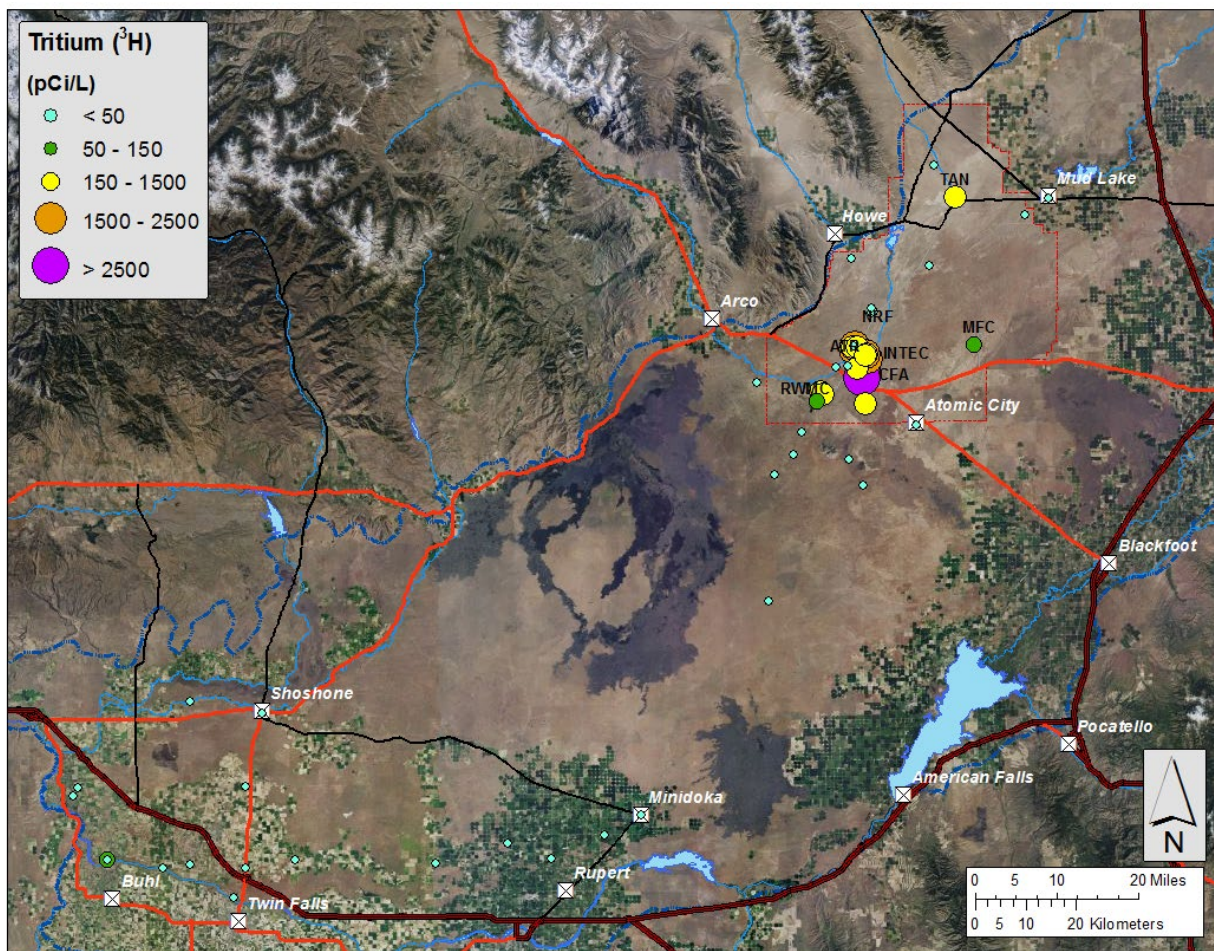 Tritium (³H)
(pCi/L)
< 50
50 - 150
150 - 1500
1500 - 2500
> 2500
TAN
Mud Lake
Howe
Arco
NRF
MFC
ATR
INTEC
CFA
RWMC
Atomic City
Blackfoot
Shoshone
Pocatello
American Falls
Minidoka
Rupert
Buhl
Twin Falls
N
0 5 10 20 Miles
0 5 10 20 Kilometers